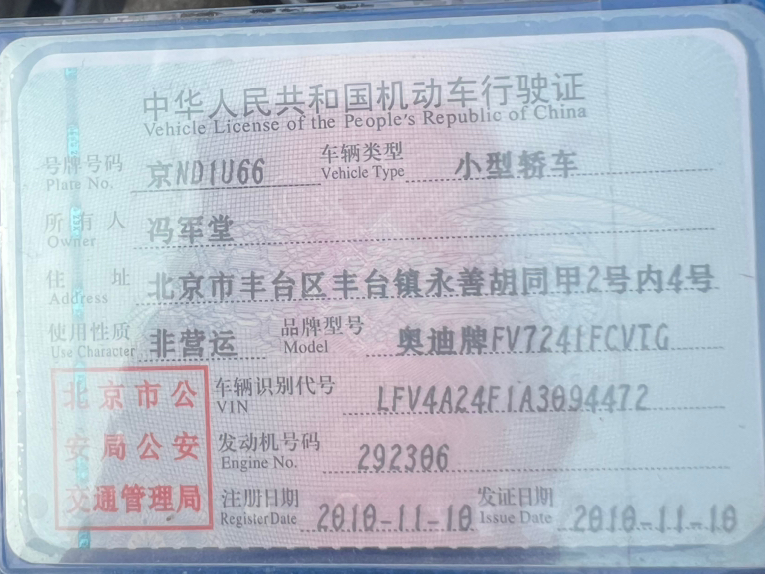 中华人民共和国机动车行驶证
Vehicle License of the People's Republic of China
号牌号码 京ND1U66 车辆类型 小型轿车
Plate No. Vehicle Type
所有人 冯军堂
Owner
住址 北京市丰台区丰台镇永善胡同甲2号内4号
Address
使用性质 非营运 品牌型号 奥迪牌FV7241FCVTG
Use Character Model
北京市公安局公安交通管理局
车辆识别代号 LFV4A24F1A3094472
VIN
发动机号码 292306
Engine No.
注册日期 2010-11-10 发证日期 2010-11-10
Register Date Issue Date